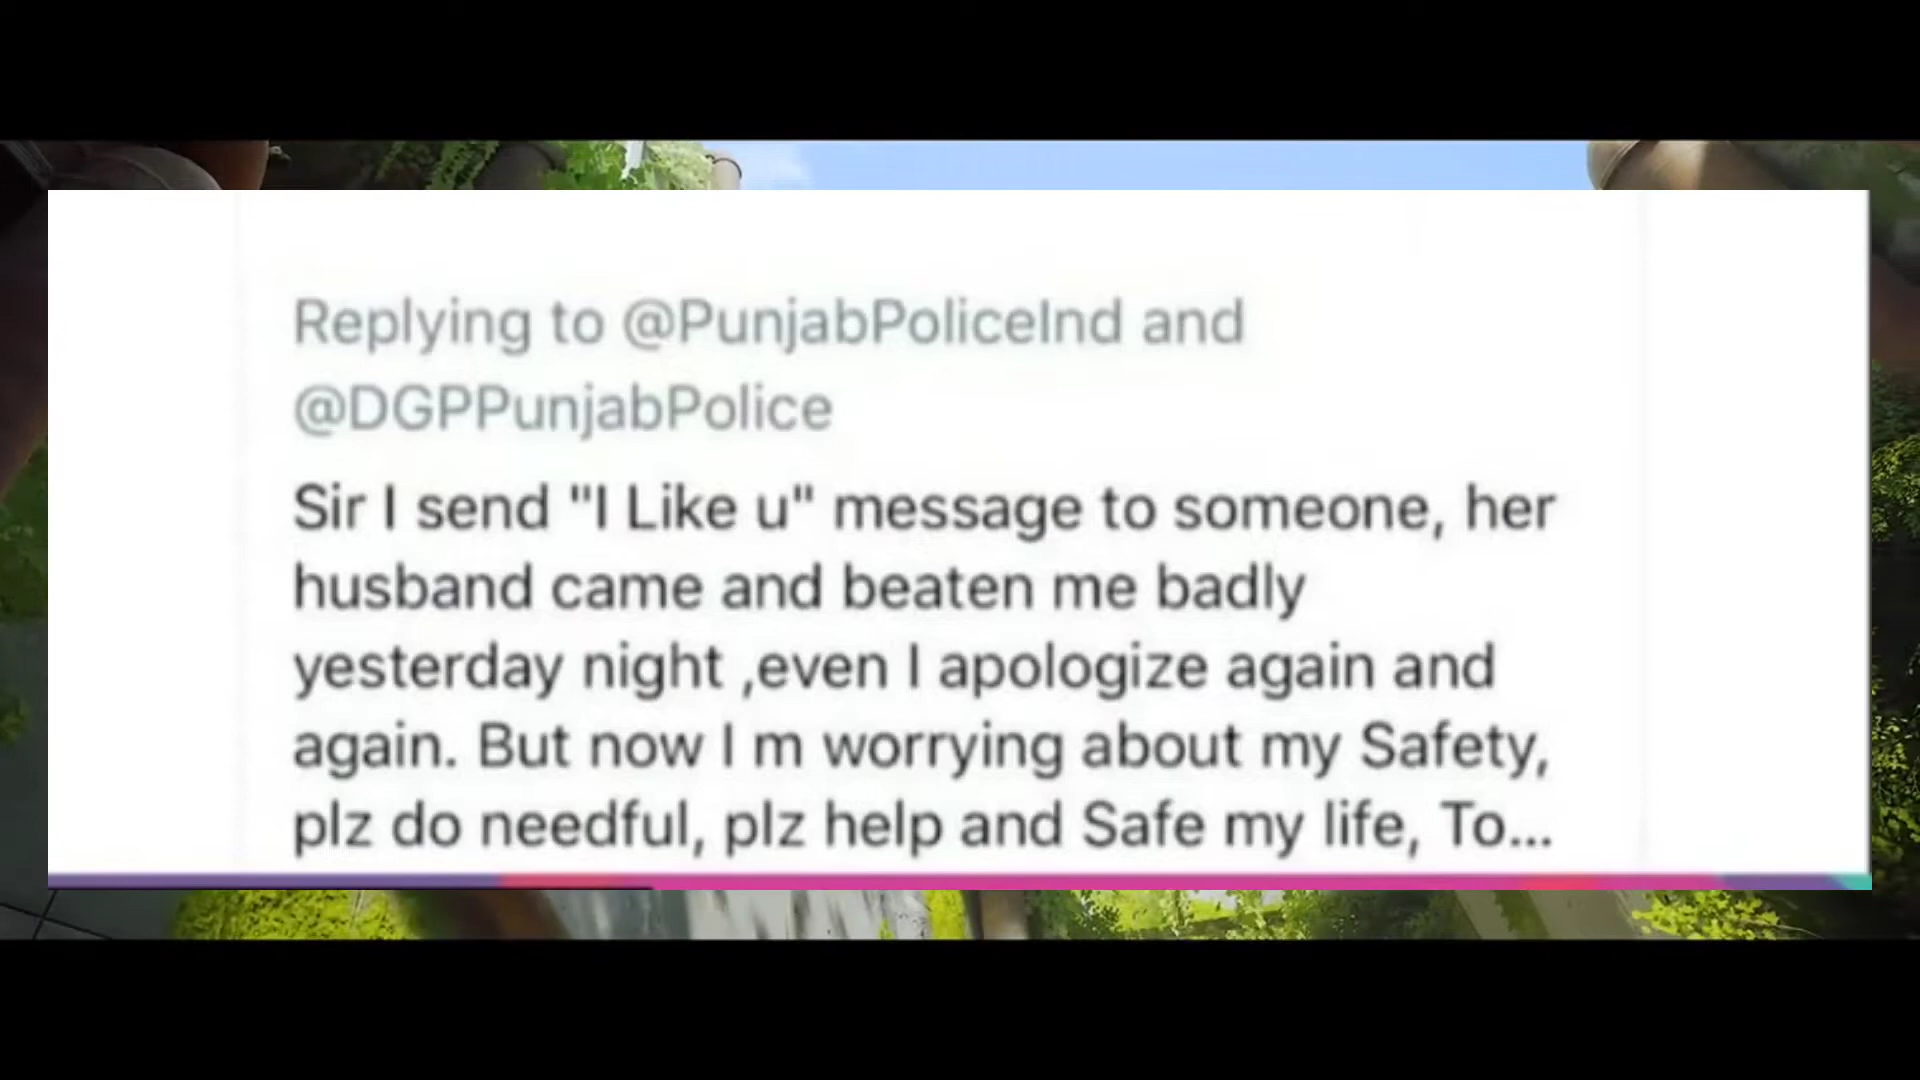 Replying to @PunjabPoliceInd and
@DGPPunjabPolice
Sir I send "I Like u" message to someone, her
husband came and beaten me badly
yesterday night ,even I apologize again and
again. But now I m worrying about my Safety,
plz do needful, plz help and Safe my life, To...